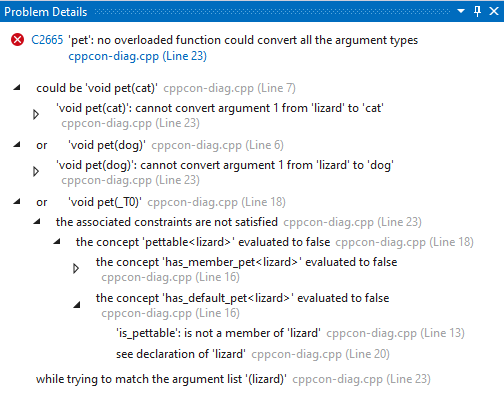 Problem Details
C2665 'pet': no overloaded function could convert all the argument types
cppcon-diag.cpp (Line 23)
could be 'void pet(cat)' cppcon-diag.cpp (Line 7)
'void pet(cat)': cannot convert argument 1 from 'lizard' to 'cat'
cppcon-diag.cpp (Line 23)
or 'void pet(dog)' cppcon-diag.cpp (Line 6)
'void pet(dog)': cannot convert argument 1 from 'lizard' to 'dog'
cppcon-diag.cpp (Line 23)
or 'void pet(_T0)' cppcon-diag.cpp (Line 18)
the associated constraints are not satisfied cppcon-diag.cpp (Line 23)
the concept 'pettable<lizard>' evaluated to false cppcon-diag.cpp (Line 18)
the concept 'has_member_pet<lizard>' evaluated to false
cppcon-diag.cpp (Line 16)
the concept 'has_default_pet<lizard>' evaluated to false
cppcon-diag.cpp (Line 16)
'is_pettable': is not a member of 'lizard' cppcon-diag.cpp (Line 13)
see declaration of 'lizard' cppcon-diag.cpp (Line 20)
while trying to match the argument list '(lizard)' cppcon-diag.cpp (Line 23)